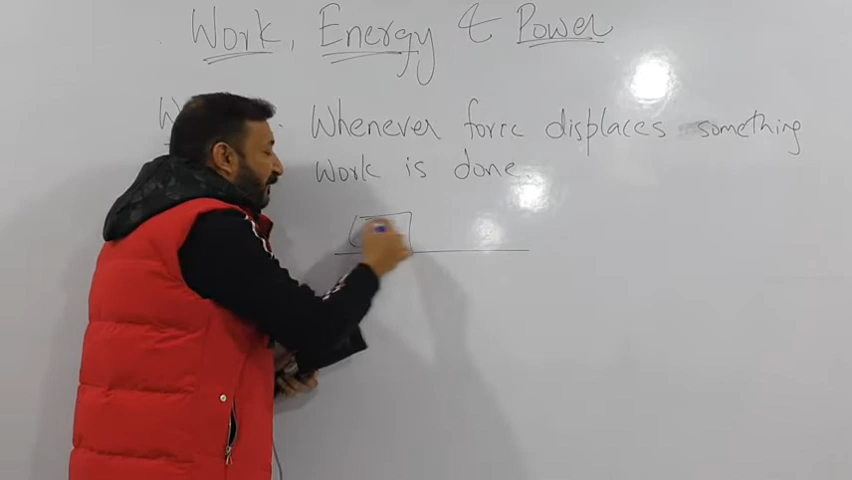 Work, Energy & Power
Whenever force displaces something
work is done.